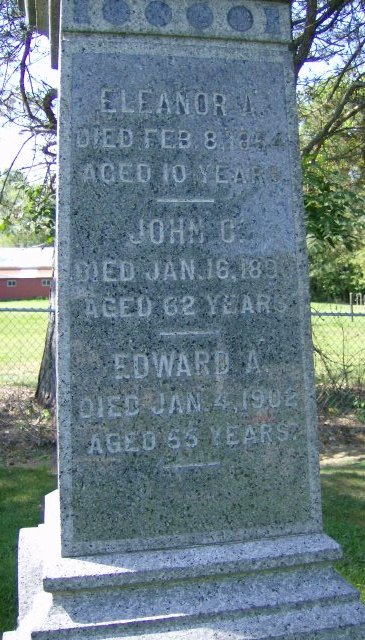 ELEANOR A.
DIED FEB. 8,
AGED 10 YEARS.
JOHN
DIED JAN. 16,
AGED 62 YEARS
EDWARD A.
DIED JAN. 4, 1902
AGED 55 YEARS.